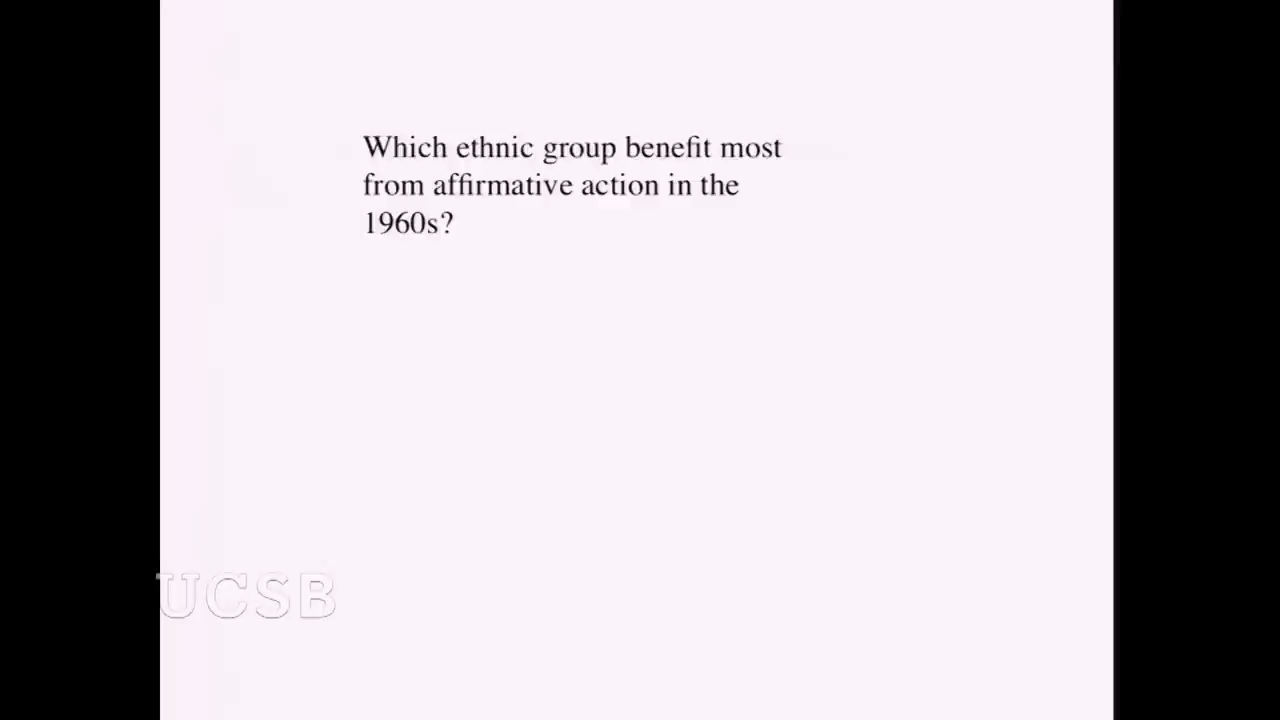 Which ethnic group benefit most
from affirmative action in the
1960s?
UCSB